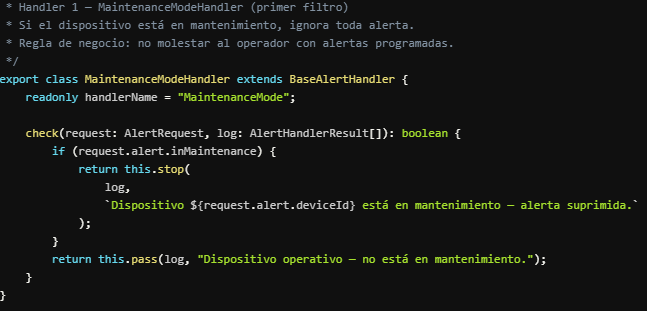 * Handler 1 — MaintenanceModeHandler (primer filtro)
* Si el dispositivo está en mantenimiento, ignora toda alerta.
* Regla de negocio: no molestar al operador con alertas programadas.
*/
export class MaintenanceModeHandler extends BaseAlertHandler {
readonly handlerName = "MaintenanceMode";
check(request: AlertRequest, log: AlertHandlerResult[]): boolean {
if (request.alert.inMaintenance) {
return this.stop(
log,
`Dispositivo ${request.alert.deviceId} está en mantenimiento — alerta suprimida.`
);
}
return this.pass(log, "Dispositivo operativo — no está en mantenimiento.");
}
}